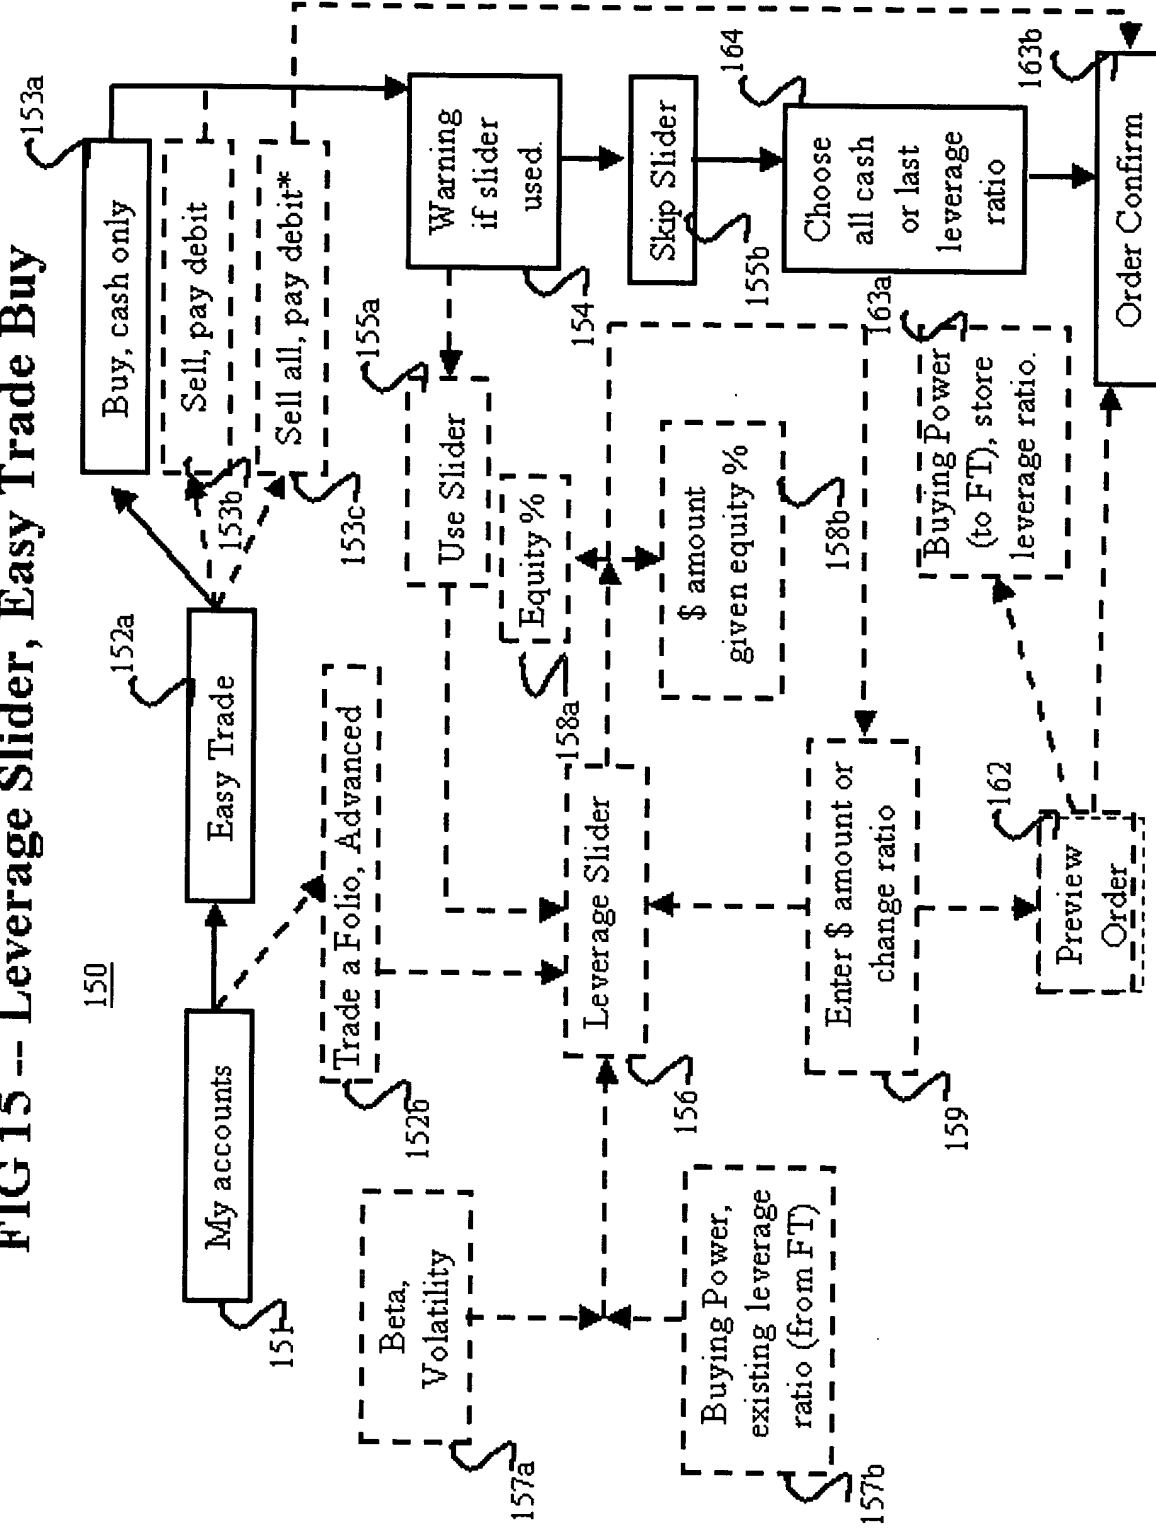 FIG 15 -- Leverage Slider, Easy Trade Buy
150
My accounts
151
Easy Trade
152a
Trade a Folio, Advanced
152b
Buy, cash only
153a
Sell, pay debit
153b
Sell all, pay debit*
153c
Warning
if slider
used.
154
Use Slider
155a
Skip Slider
155b
Choose
all cash
or last
leverage
ratio
164
Beta,
Volatility
157a
Buying Power,
existing leverage
ratio (from FT)
157b
Leverage Slider
156
Equity %
158a
$ amount
given equity %
158b
Enter $ amount or
change ratio
159
Preview
Order
162
Buying Power
(to FT), store
leverage ratio.
163a
Order Confirm
163b